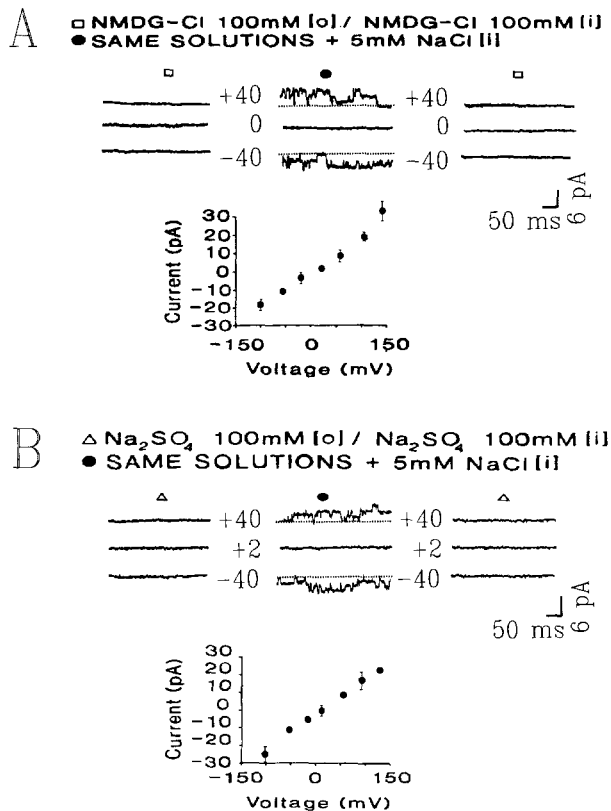 A
□ NMDG-Cl 100mM [o] / NMDG-Cl 100mM [i]
● SAME SOLUTIONS + 5mM NaCl [i]
□ ● □
+40 +40
0 0
-40 -40
50 ms
6 pA
Current (pA)
30
20
10
0
-10
-20
-30
-150 0 150
Voltage (mV)
B
△ Na₂SO₄ 100mM [o] / Na₂SO₄ 100mM [i]
● SAME SOLUTIONS + 5mM NaCl [i]
△ ● △
+40 +40
+2 +2
-40 -40
50 ms
6 pA
Current (pA)
30
20
10
0
-10
-20
-30
-150 0 150
Voltage (mV)